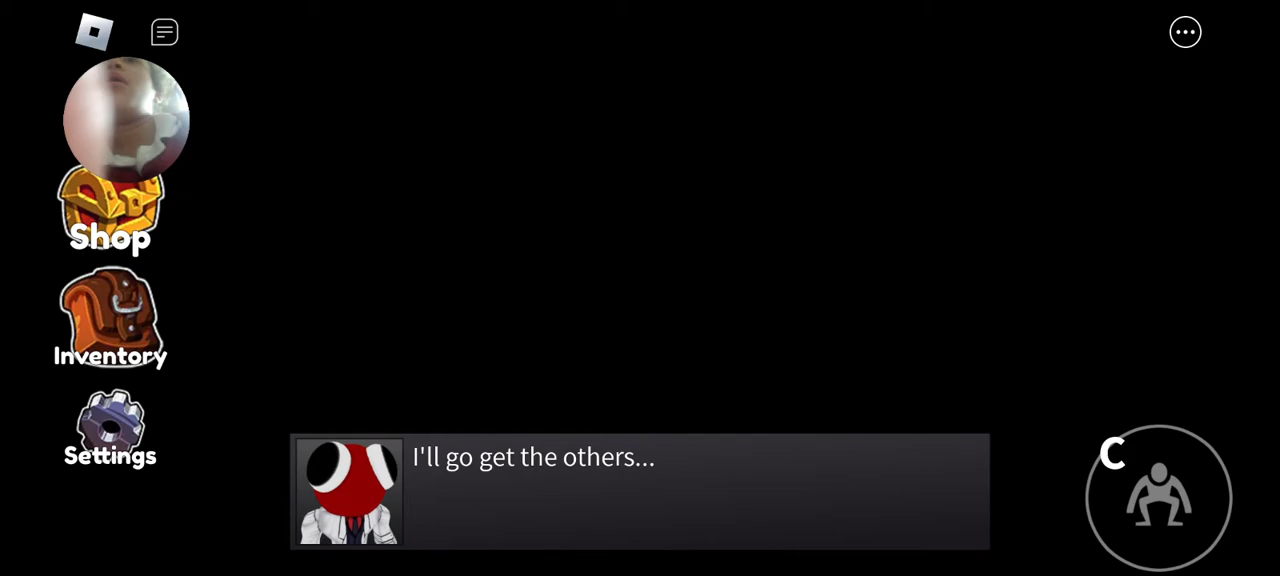 Shop
Inventory
Settings
I'll go get the others...
C